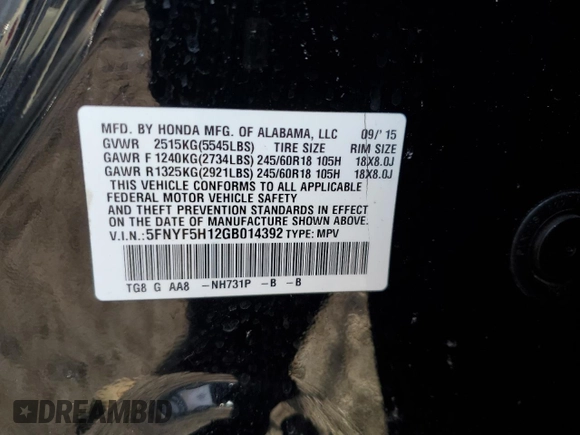 MFD. BY HONDA MFG. OF ALABAMA, LLC 09/'15
GVWR 2515KG(5545LBS) TIRE SIZE RIM SIZE
GAWR F 1240KG(2734LBS) 245/60R18 105H 18X8.0J
GAWR R1325KG(2921LBS) 245/60R18 105H 18X8.0J
THIS VEHICLE CONFORMS TO ALL APPLICABLE
FEDERAL MOTOR VEHICLE SAFETY
AND THEFT PREVENTION STANDARDS IN EFFECT
ON THE DATE OF MANUFACTURE SHOWN ABOVE.
V.I.N.:5FNYF5H12GB014392 TYPE: MPV
TG8 G AA8 -NH731P -B -B
DREAMBID